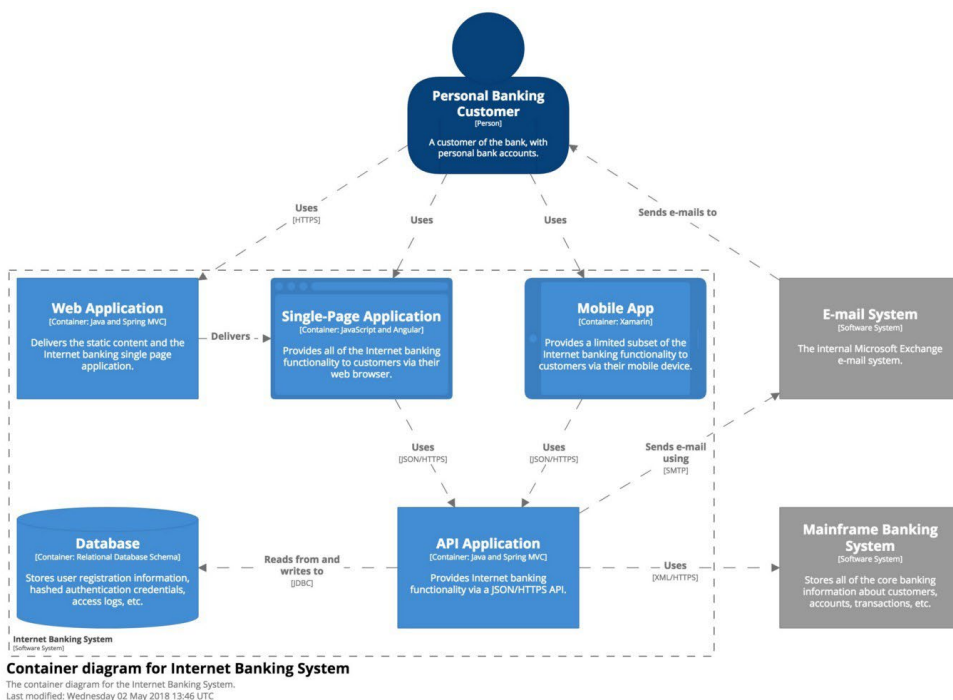 Personal Banking
Customer
[Person]
A customer of the bank, with
personal bank accounts.
Uses
[HTTPS]
Uses
Uses
Sends e-mails to
Web Application
[Container: Java and Spring MVC]
Delivers the static content and the
Internet banking single page
application.
Delivers
Single-Page Application
[Container: JavaScript and Angular]
Provides all of the Internet banking
functionality to customers via their
web browser.
Mobile App
[Container: Xamarin]
Provides a limited subset of the
Internet banking functionality to
customers via their mobile device.
E-mail System
[Software System]
The internal Microsoft Exchange
e-mail system.
Uses
[JSON/HTTPS]
Uses
[JSON/HTTPS]
Sends e-mail
using
[SMTP]
Database
[Container: Relational Database Schema]
Stores user registration information,
hashed authentication credentials,
access logs, etc.
Reads from and
writes to
[JDBC]
API Application
[Container: Java and Spring MVC]
Provides Internet banking
functionality via a JSON/HTTPS API.
Uses
[XML/HTTPS]
Mainframe Banking
System
[Software System]
Stores all of the core banking
information about customers,
accounts, transactions, etc.
Internet Banking System
[Software System]
Container diagram for Internet Banking System
The container diagram for the Internet Banking System.
Last modified: Wednesday 02 May 2018 13:46 UTC